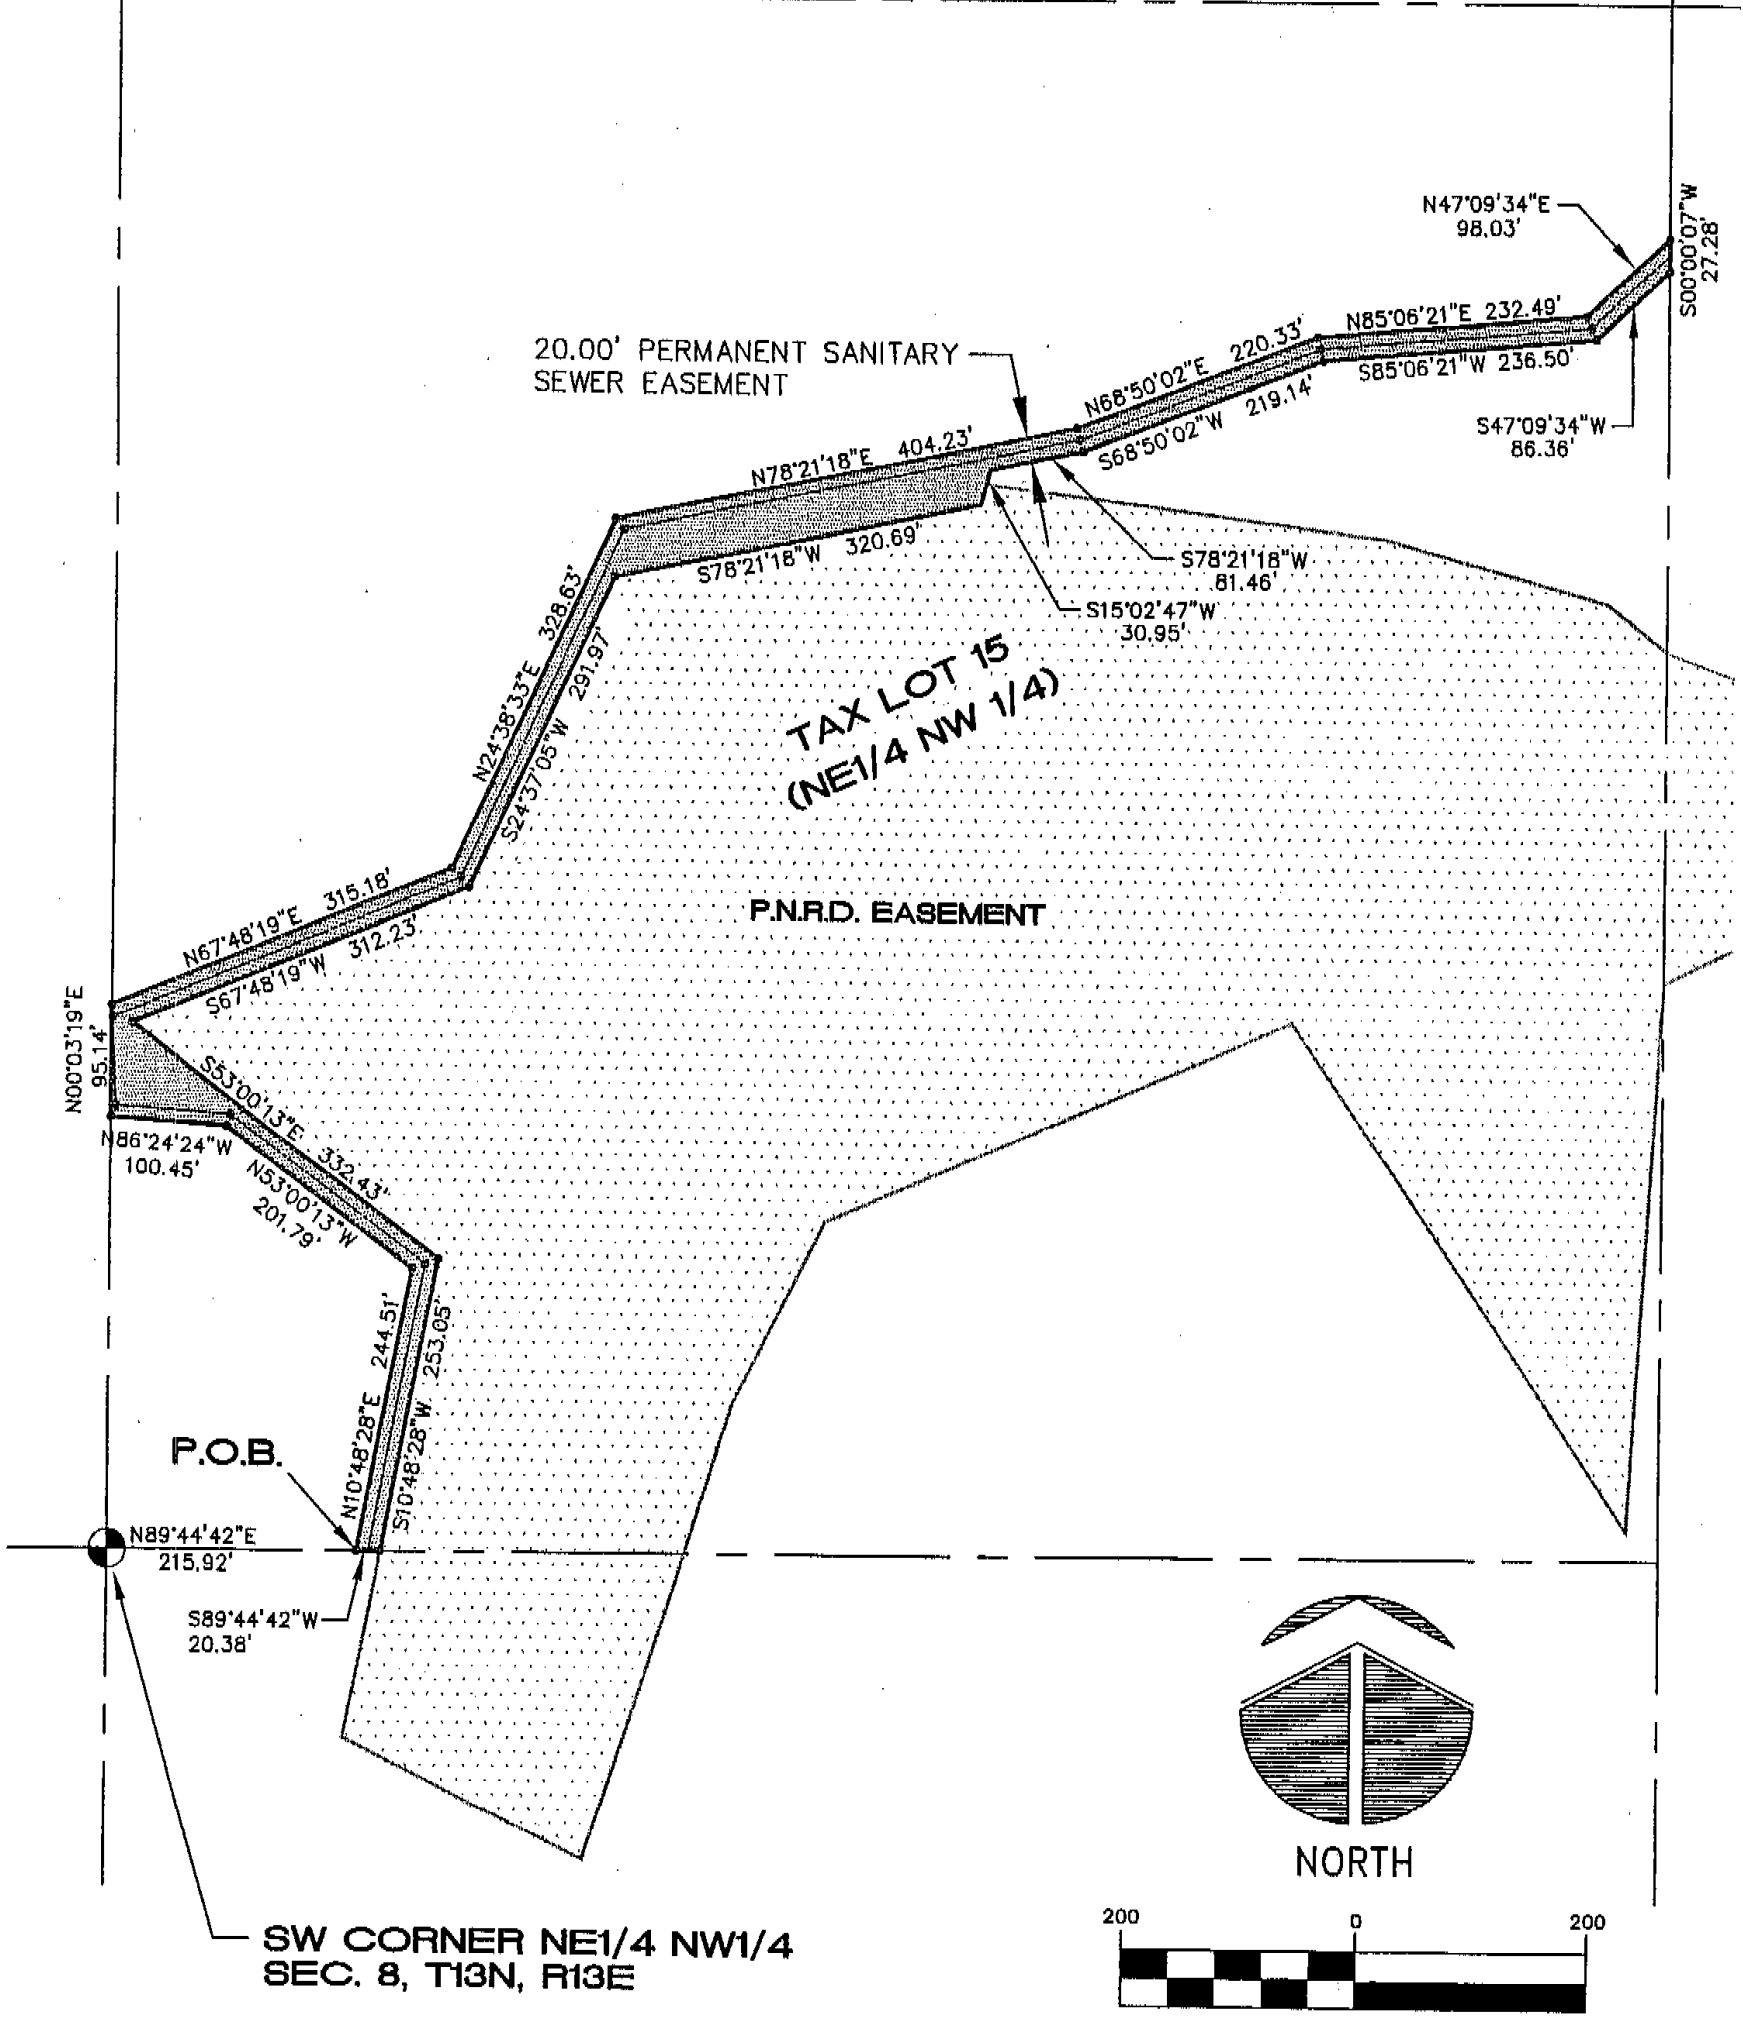 N47°09'34"E
98.03'
S00°00'07"W
27.28'
N85°06'21"E 232.49'
S85°06'21"W 236.50'
20.00' PERMANENT SANITARY
SEWER EASEMENT
N68°50'02"E 220.33'
S68°50'02"W 219.14'
S47°09'34"W
86.36'
N78°21'18"E 404.23'
S78°21'18"W 320.69'
S78°21'18"W
81.46'
S15°02'47"W
30.95'
N24°38'33"E 328.63'
S24°37'05"W 291.97'
TAX LOT 15
(NE1/4 NW 1/4)
P.N.R.D. EASEMENT
N67°48'19"E 315.18'
S67°48'19"W 312.23'
N00°03'19"E
95.14'
S53°00'13"E 332.43'
N86°24'24"W
100.45'
N53°00'13"W
201.79'
N10°48'28"E 244.51'
S10°48'28"W 253.05'
P.O.B.
N89°44'42"E
215.92'
S89°44'42"W
20.38'
NORTH
SW CORNER NE1/4 NW1/4
SEC. 8, T13N, R13E
200 0 200